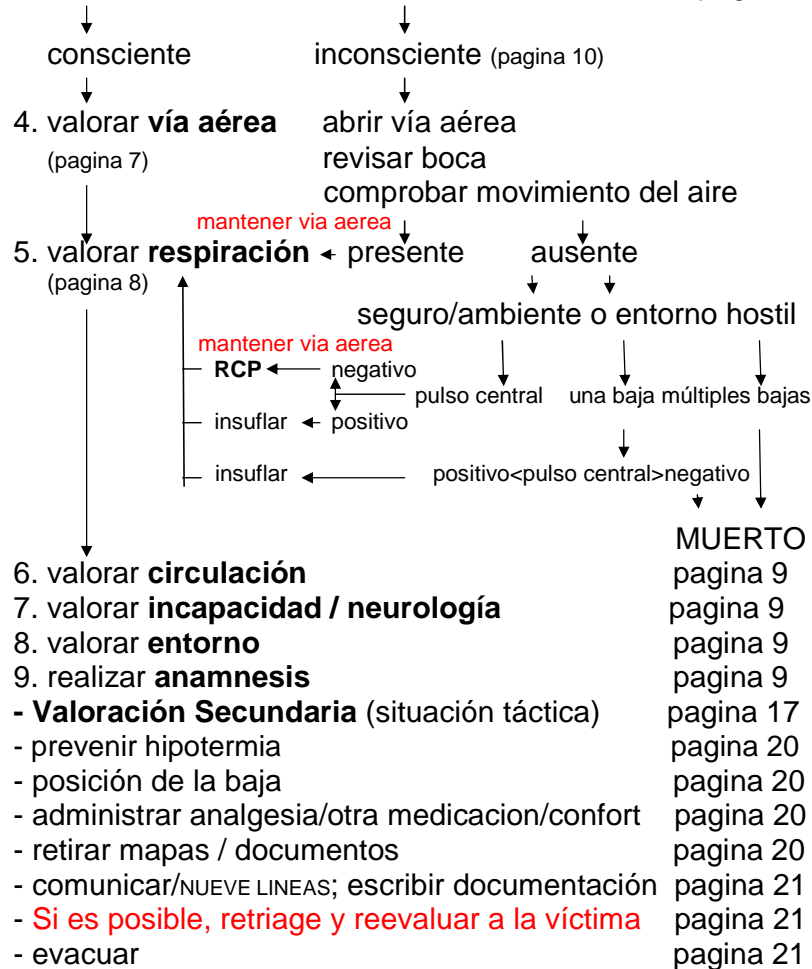 consciente inconsciente (pagina 10)
4. valorar vía aérea abrir vía aérea
(pagina 7) revisar boca
comprobar movimiento del aire
mantener via aerea
5. valorar respiración presente ausente
(pagina 8)
seguro/ambiente o entorno hostil
mantener via aerea
RCP negativo
pulso central una baja múltiples bajas
insuflar positivo
insuflar positivo<pulso central>negativo
MUERTO
6. valorar circulación pagina 9
7. valorar incapacidad / neurología pagina 9
8. valorar entorno pagina 9
9. realizar anamnesis pagina 9
- Valoración Secundaria (situación táctica) pagina 17
- prevenir hipotermia pagina 20
- posición de la baja pagina 20
- administrar analgesia/otra medicacion/confort pagina 20
- retirar mapas / documentos pagina 20
- comunicar/NUEVE LINEAS; escribir documentación pagina 21
- Si es posible, retriage y reevaluar a la víctima pagina 21
- evacuar pagina 21